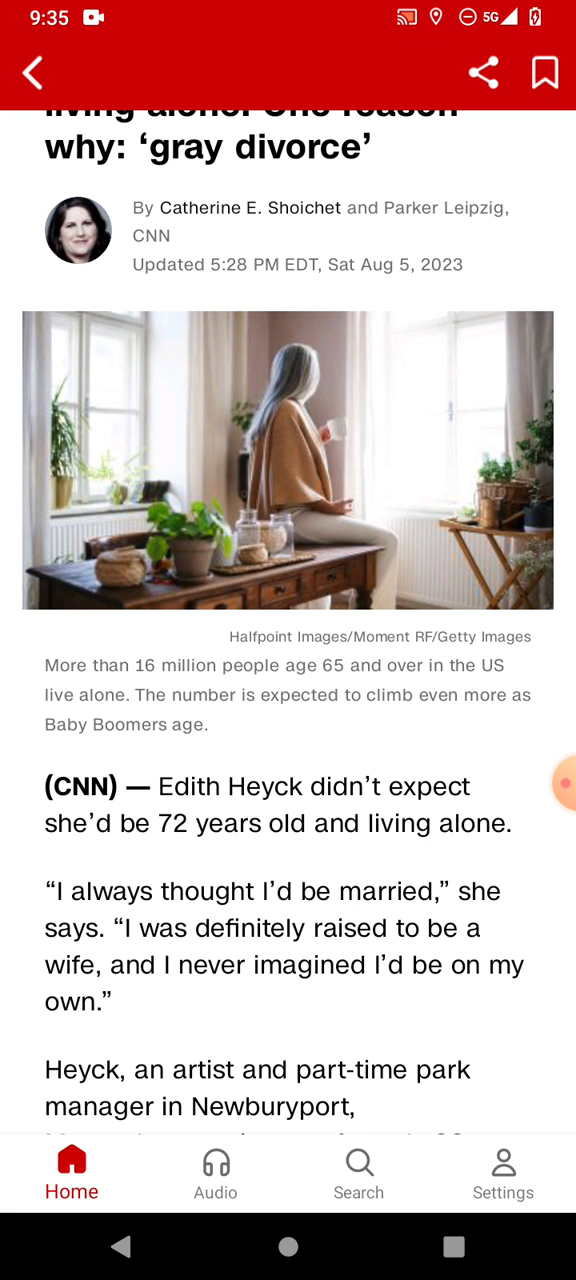 9:35
5G
living alone. One reason
why: ‘gray divorce’
By Catherine E. Shoichet and Parker Leipzig,
CNN
Updated 5:28 PM EDT, Sat Aug 5, 2023
Halfpoint Images/Moment RF/Getty Images
More than 16 million people age 65 and over in the US
live alone. The number is expected to climb even more as
Baby Boomers age.
(CNN) — Edith Heyck didn’t expect
she’d be 72 years old and living alone.
“I always thought I’d be married,” she
says. “I was definitely raised to be a
wife, and I never imagined I’d be on my
own.”
Heyck, an artist and part-time park
manager in Newburyport,
Home
Audio
Search
Settings